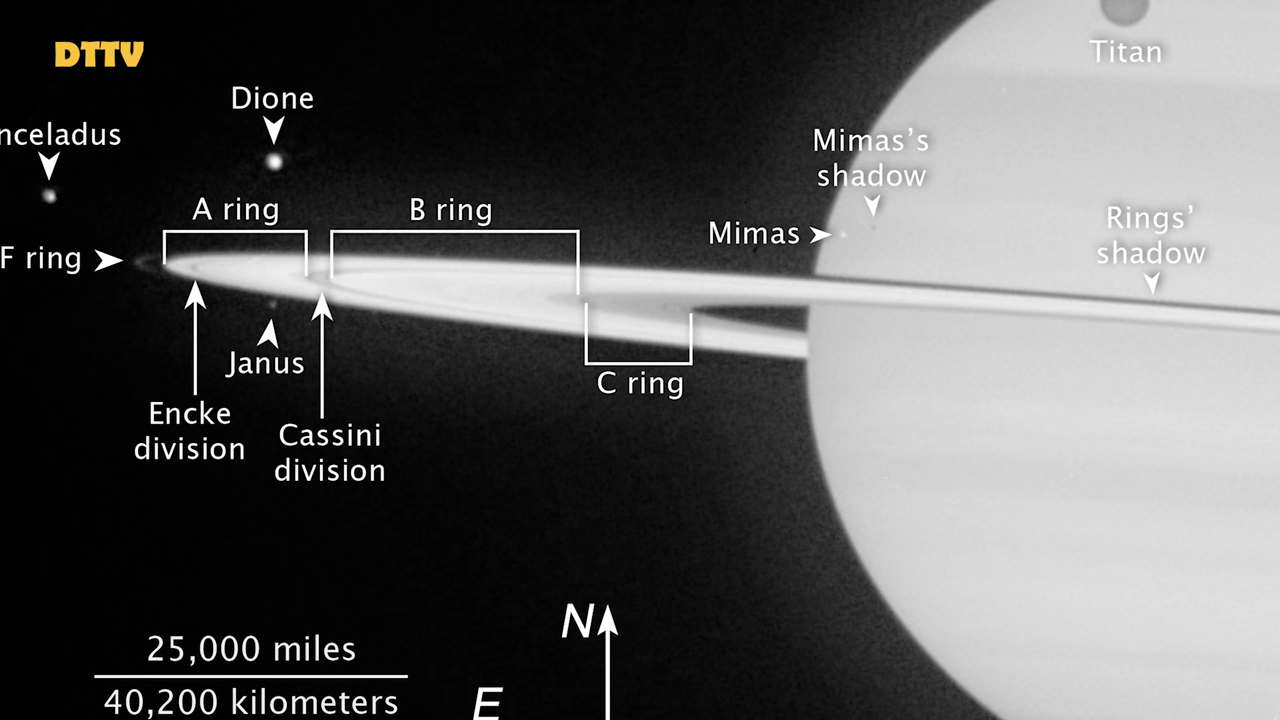 DTTV
Titan
Dione
nceladus
Mimas's
shadow
A ring
B ring
Mimas
Rings'
shadow
F ring
Janus
C ring
Encke
division
Cassini
division
N
25,000 miles
E
40,200 kilometers